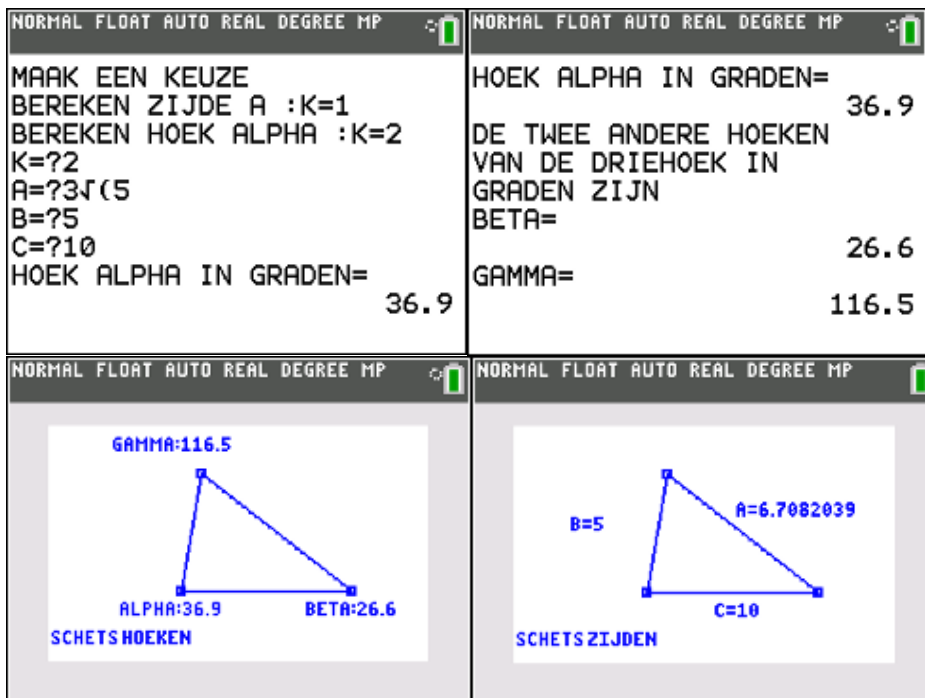 NORMAL FLOAT AUTO REAL DEGREE MP
MAAK EEN KEUZE
BEREKEN ZIJDE A :K=1
BEREKEN HOEK ALPHA :K=2
K=?2
A=?3√(5
B=?5
C=?10
HOEK ALPHA IN GRADEN=
36.9
NORMAL FLOAT AUTO REAL DEGREE MP
HOEK ALPHA IN GRADEN=
36.9
DE TWEE ANDERE HOEKEN
VAN DE DRIEHOEK IN
GRADEN ZIJN
BETA=
26.6
GAMMA=
116.5
NORMAL FLOAT AUTO REAL DEGREE MP
GAMMA:116.5
ALPHA:36.9 BETA:26.6
SCHETS HOEKEN
NORMAL FLOAT AUTO REAL DEGREE MP
A=6.7082039
B=5
C=10
SCHETS ZIJDEN